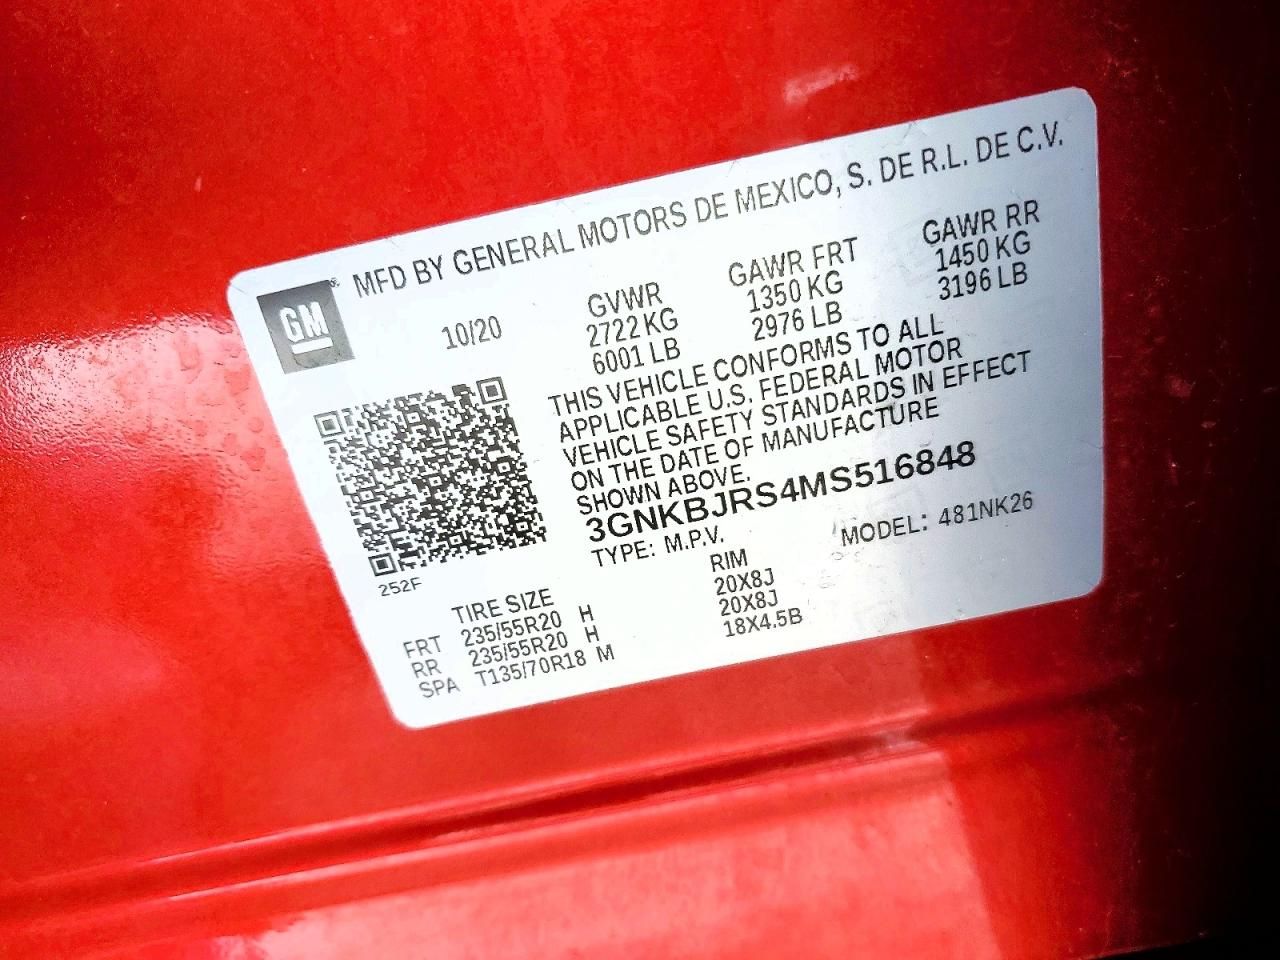 MFD BY GENERAL MOTORS DE MEXICO, S. DE R.L. DE C.V.
GM
10/20
GVWR
2722 KG
6001 LB
GAWR FRT
1350 KG
2976 LB
GAWR RR
1450 KG
3196 LB
THIS VEHICLE CONFORMS TO ALL
APPLICABLE U.S. FEDERAL MOTOR
VEHICLE SAFETY STANDARDS IN EFFECT
ON THE DATE OF MANUFACTURE
SHOWN ABOVE.
3GNKBJRS4MS516848
TYPE: M.P.V. MODEL: 481NK26
252F
TIRE SIZE RIM
FRT 235/55R20 H 20X8J
RR 235/55R20 H 20X8J
SPA T135/70R18 M 18X4.5B